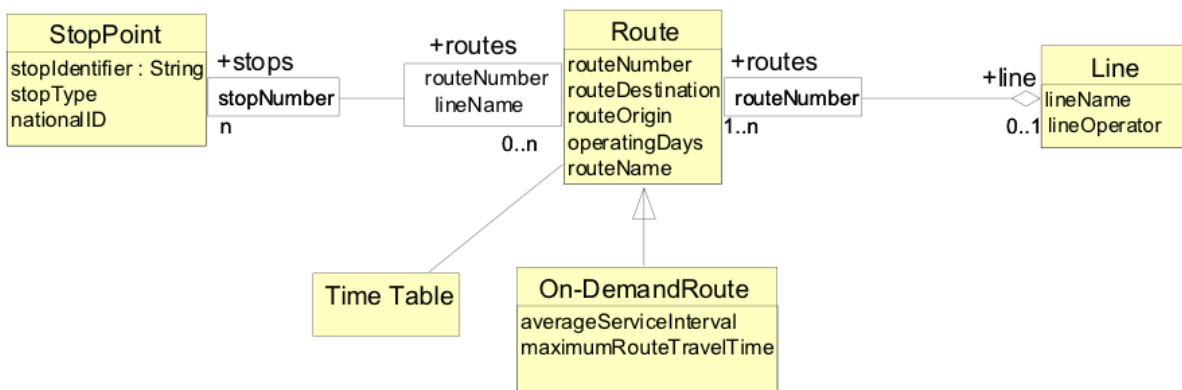 StopPoint
stopIdentifier : String
stopType
nationalID
+stops
stopNumber
n
+routes
routeNumber
lineName
0..n
Route
routeNumber
routeDestination
routeOrigin
operatingDays
routeName
+routes
routeNumber
1..n
+line
0..1
Line
lineName
lineOperator
Time Table
On-DemandRoute
averageServiceInterval
maximumRouteTravelTime